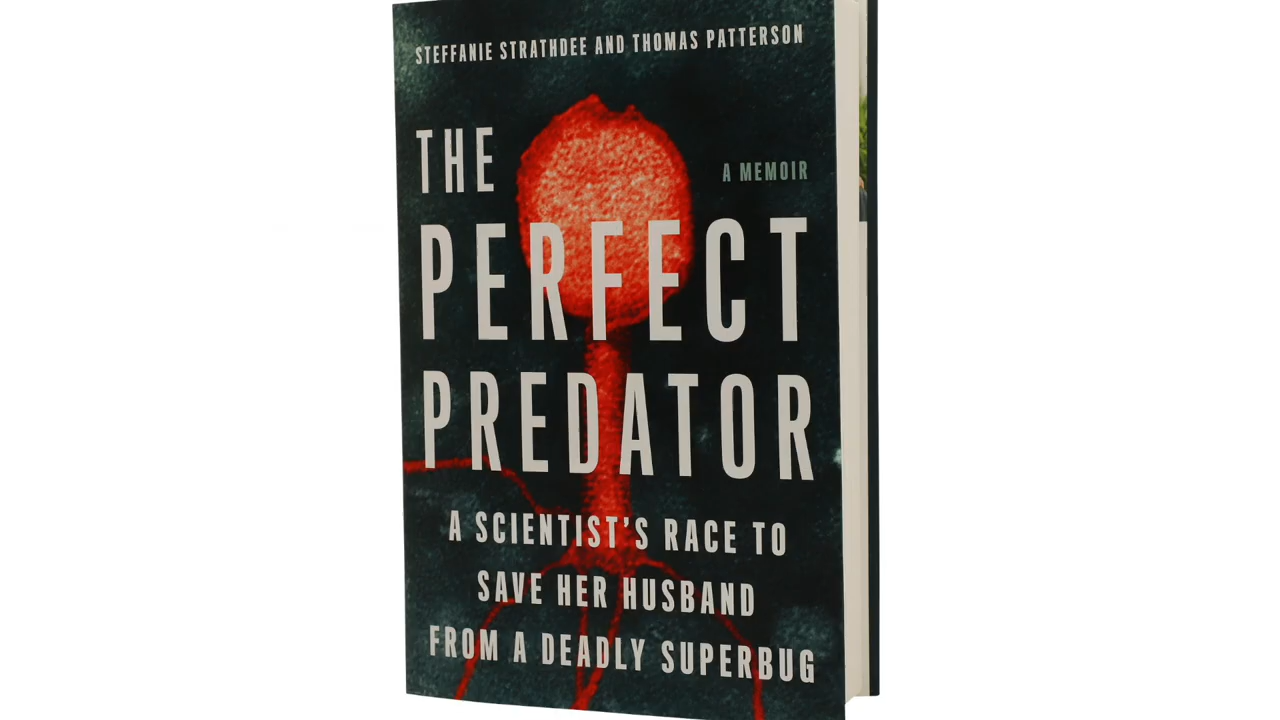 STEFFANIE STRATHDEE AND THOMAS PATTERSON
THE
A MEMOIR
PERFECT
PREDATOR
A SCIENTIST'S RACE TO
SAVE HER HUSBAND
FROM A DEADLY SUPERBUG